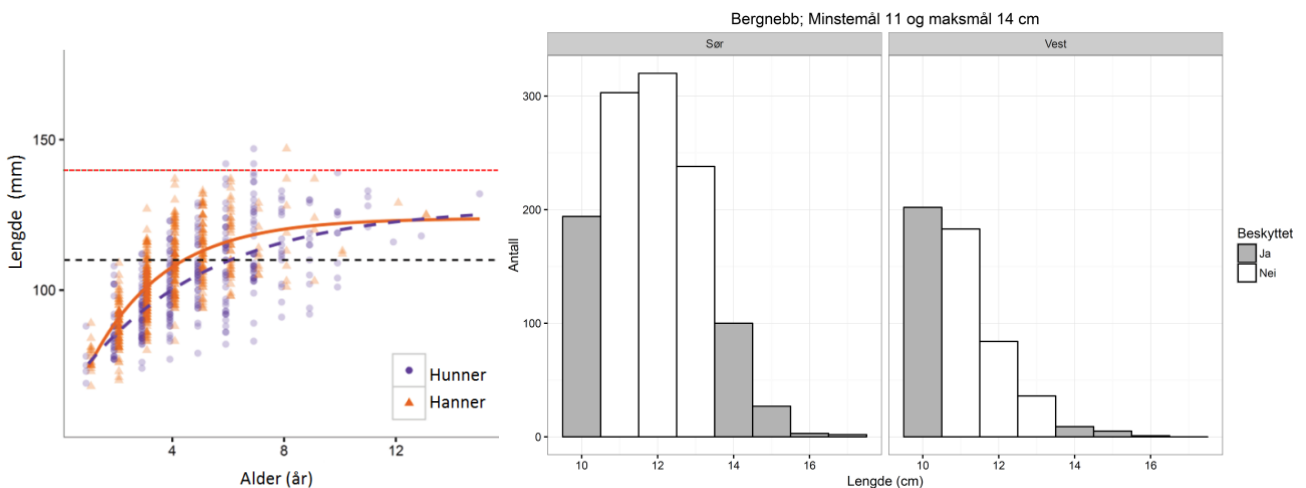 150
100
Lengde (mm)
4
8
12
Alder (år)
Hunner
Hanner
Bergnebb; Minstemål 11 og maksmål 14 cm
Sør
Vest
300
200
100
0
Antall
10
12
14
16
10
12
14
16
Lengde (cm)
Beskyttet
Ja
Nei